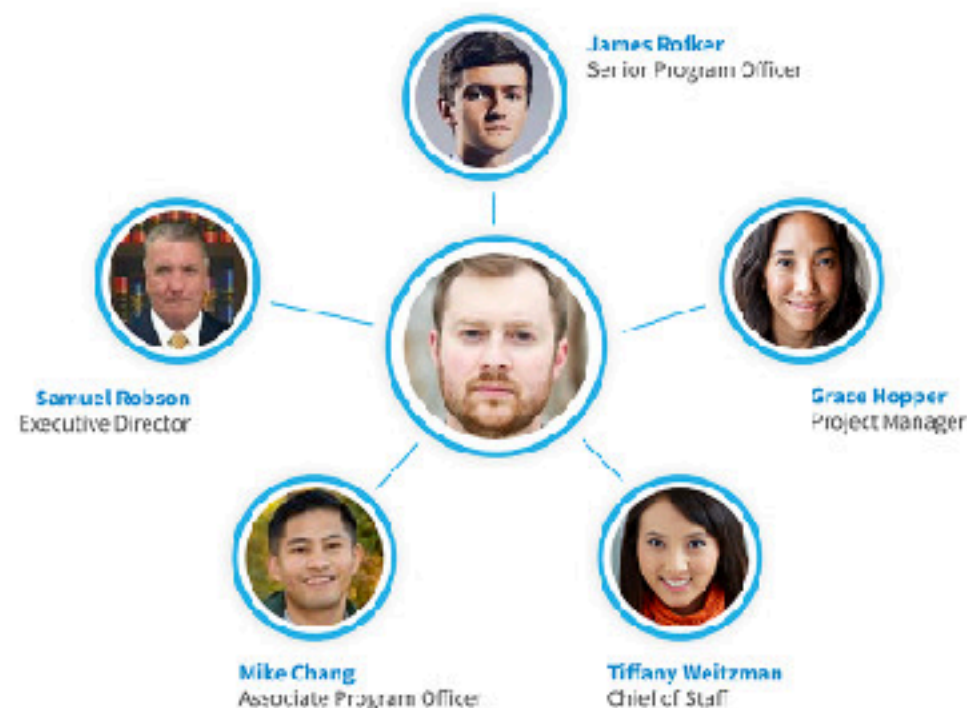 James Rofker
Senior Program Officer
Samuel Robson
Executive Director
Grace Hopper
Project Manager
Mike Chang
Associate Program Officer
Tiffany Weitzman
Chief of Staff